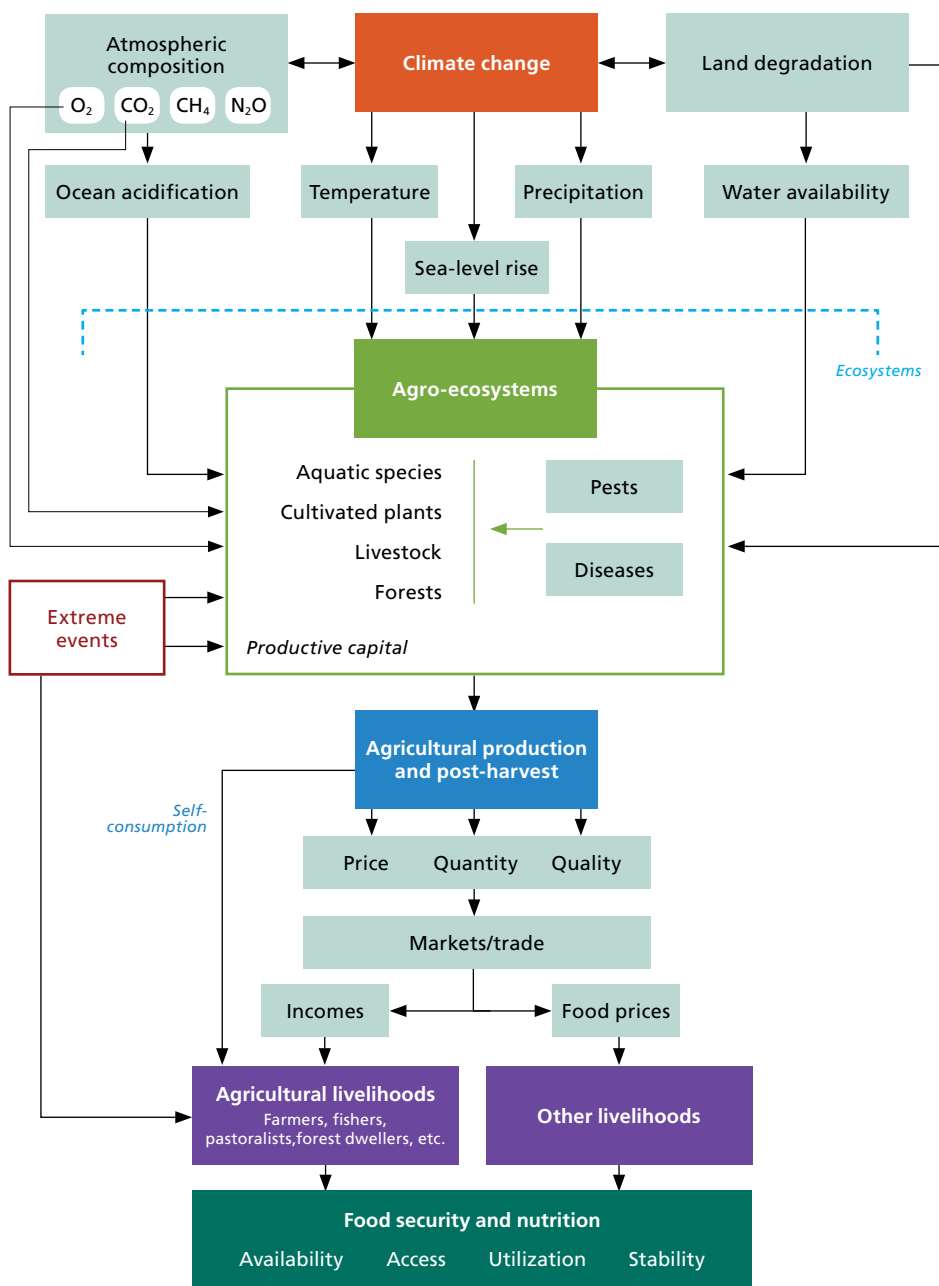 Atmospheric
composition
O₂ CO₂ CH₄ N₂O
Climate change
Land degradation
Ocean acidification
Temperature
Precipitation
Water availability
Sea-level rise
Ecosystems
Agro-ecosystems
Aquatic species
Cultivated plants
Livestock
Forests
Pests
Diseases
Productive capital
Extreme
events
Agricultural production
and post-harvest
Self-
consumption
Price Quantity Quality
Markets/trade
Incomes
Food prices
Agricultural livelihoods
Farmers, fishers,
pastoralists,forest dwellers, etc.
Other livelihoods
Food security and nutrition
Availability Access Utilization Stability